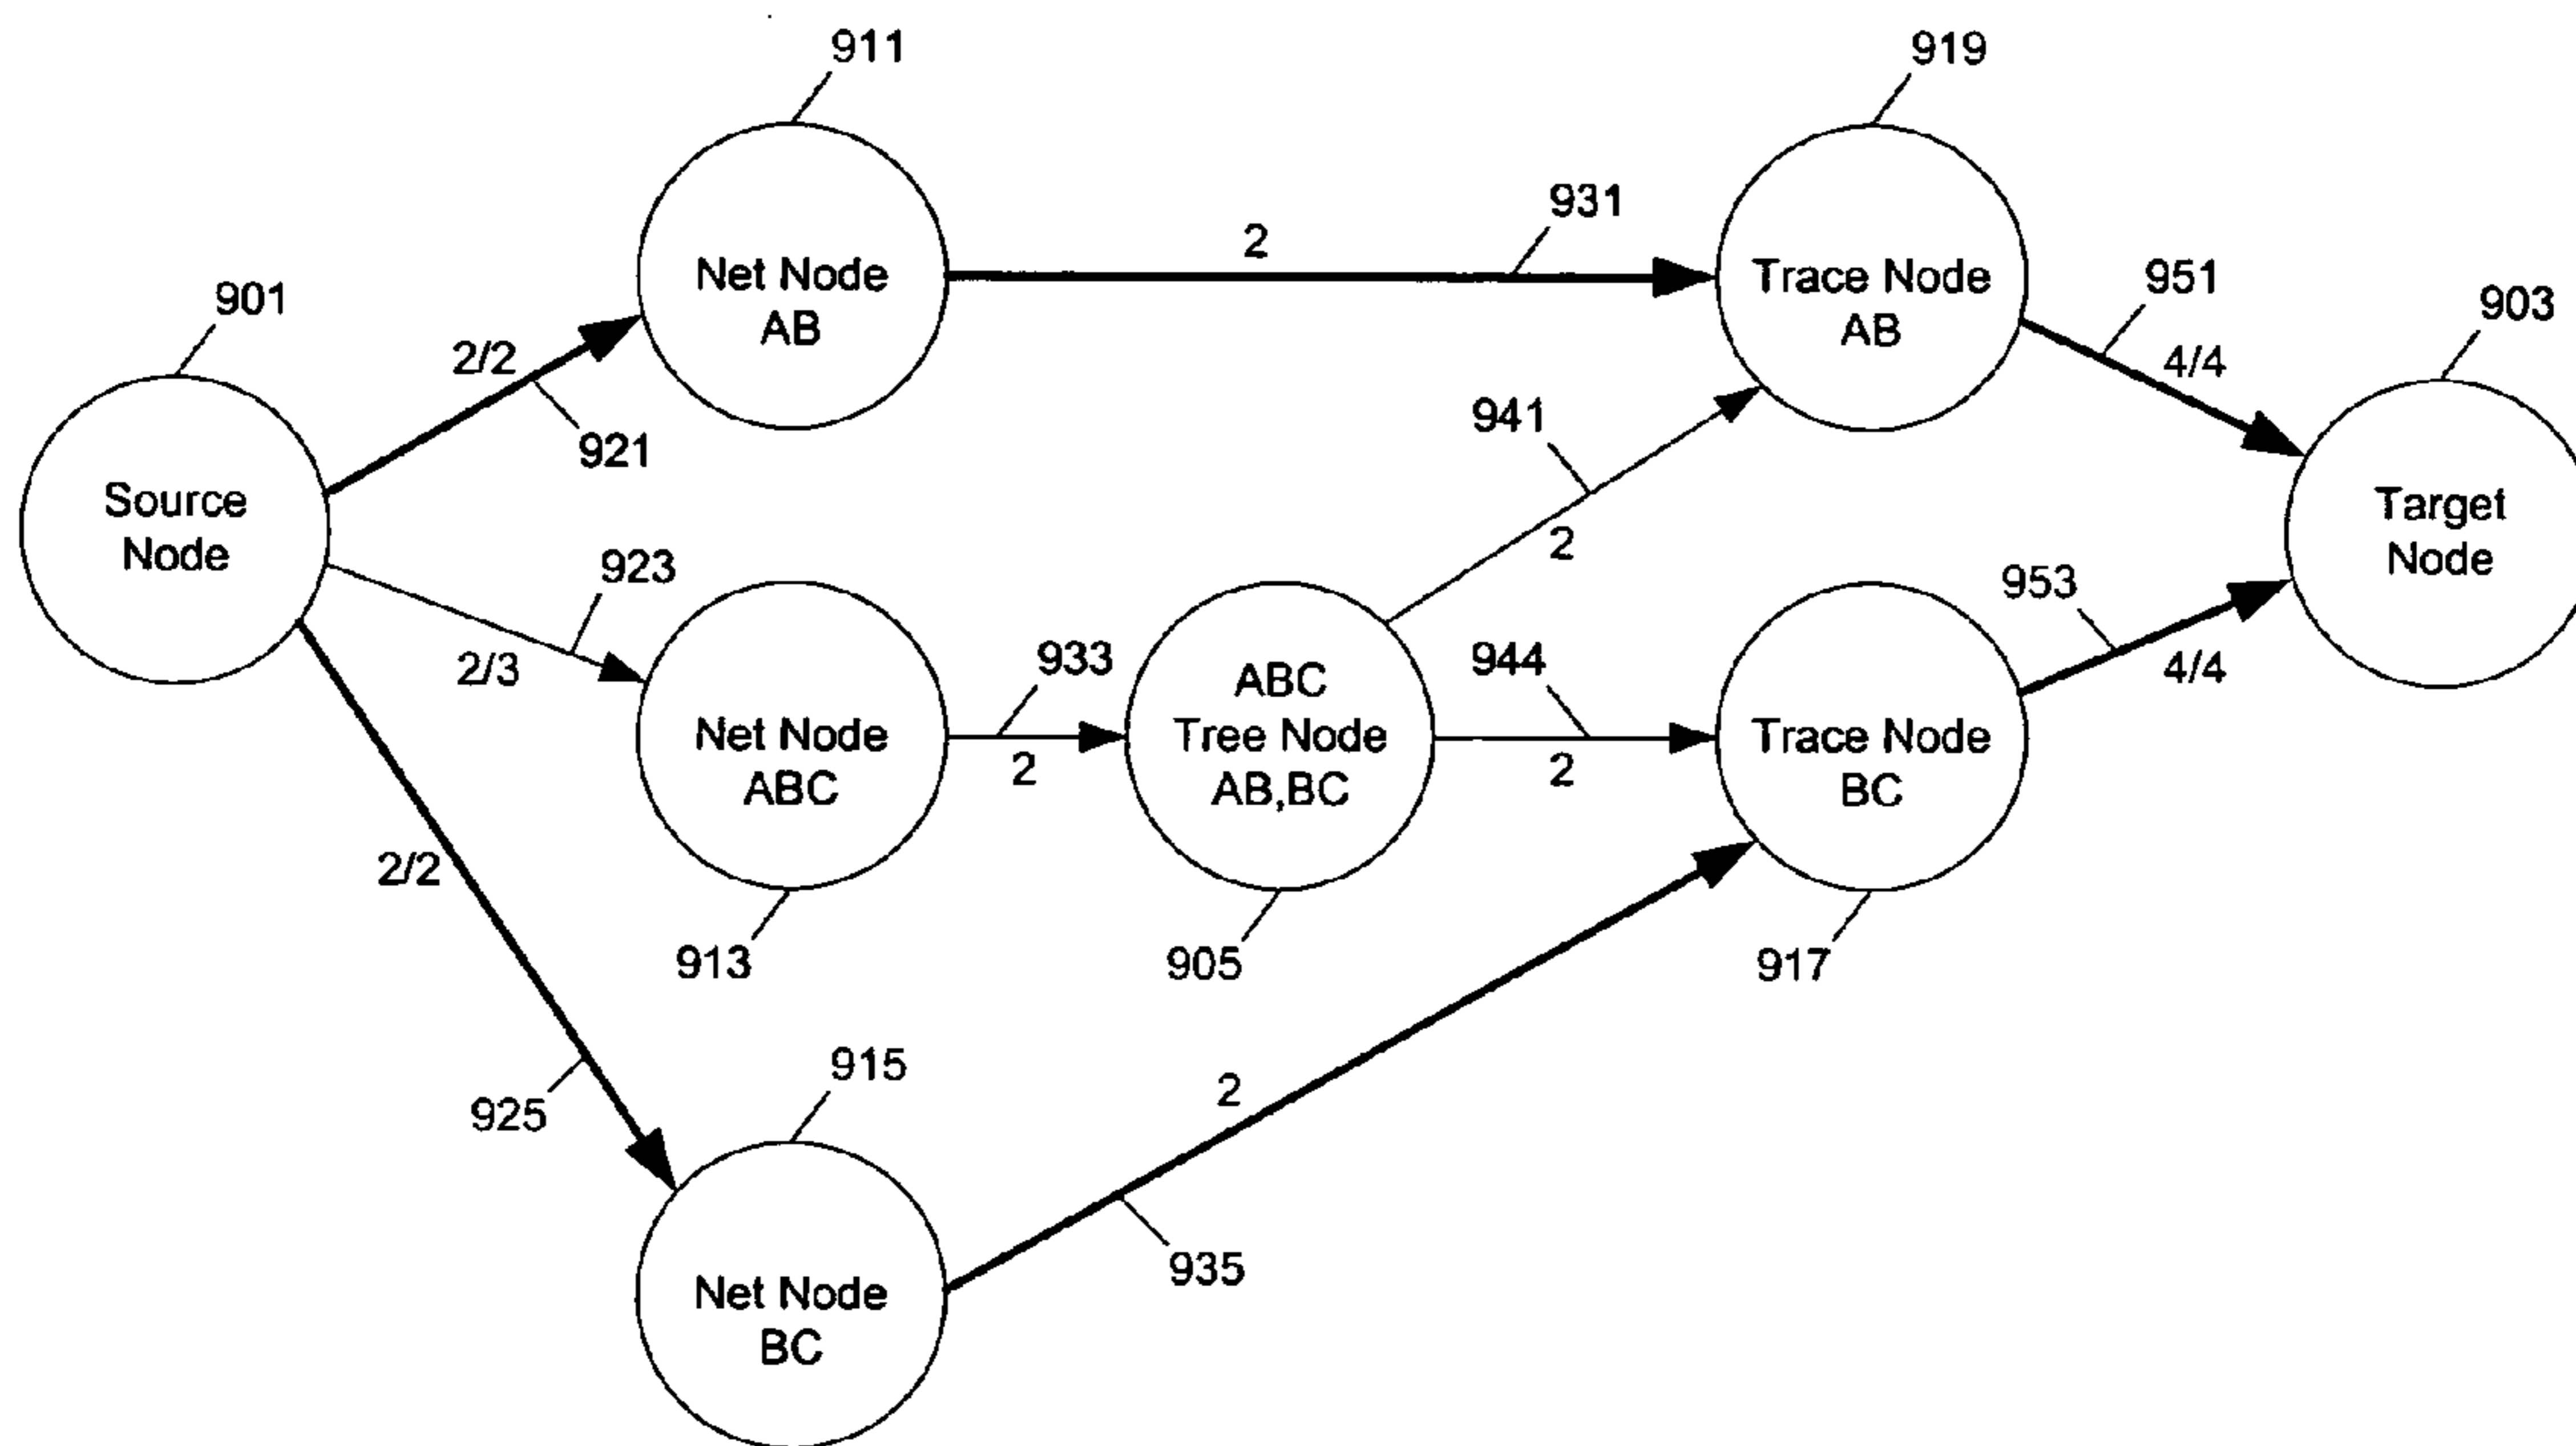 911
919
931
2
Net Node
AB
Trace Node
AB
951
903
901
2/2
4/4
941
921
Source
Node
Target
Node
2
923
953
2/3
933
944
4/4
Net Node
ABC
ABC
Tree Node
AB,BC
Trace Node
BC
2
2
2/2
913
905
917
915
2
925
935
Net Node
BC